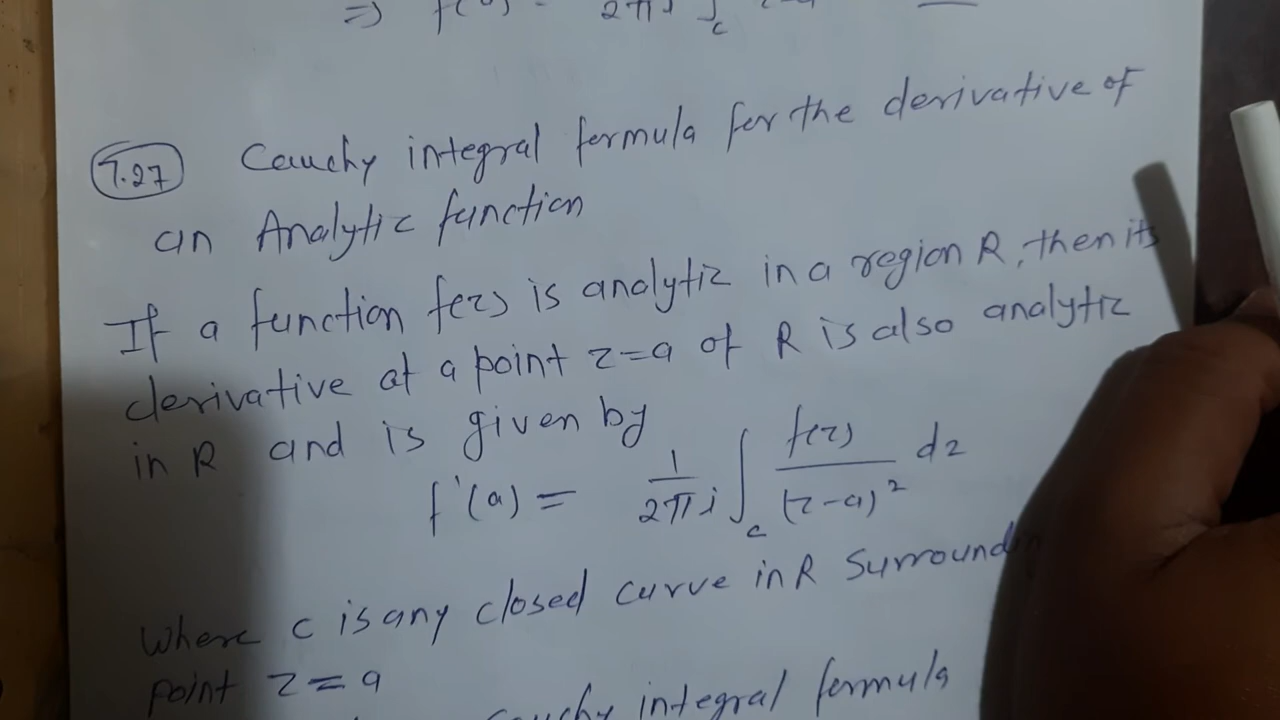 => f(a) = 2πi ∫c
7.27 Cauchy integral formula for the derivative of
an Analytic function
If a function f(z) is analytic in a region R, then its
derivative at a point z=a of R is also analytic
in R and is given by
f'(a) = 1/2πi ∫c f(z)/(z-a)² dz
Where c is any closed curve in R
point z=a
Cauchy integral formula